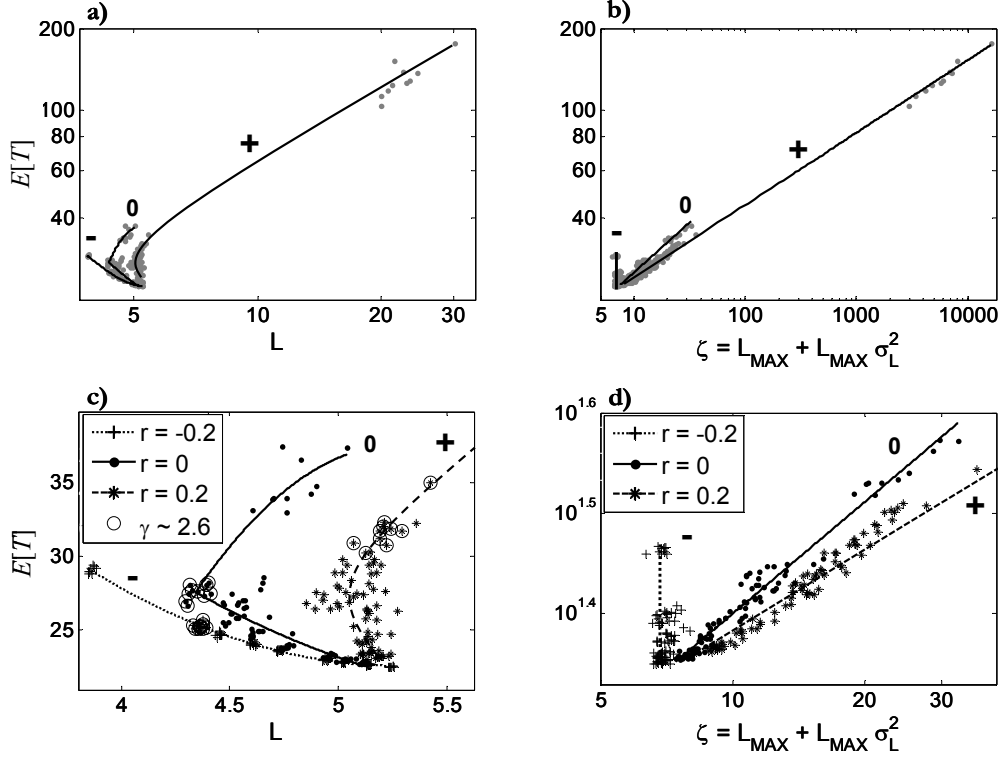 a)
200
100
80
60
40
E[T]
5
10
20
30
L
+
0
-
b)
200
100
80
60
40
5
10
100
1000
10000
ζ = L_MAX + L_MAX σ_L^2
+
0
-
c)
r = -0.2
r = 0
r = 0.2
γ ~ 2.6
0
+
-
35
30
25
E[T]
4
4.5
5
5.5
L
d)
10^1.6
10^1.5
10^1.4
r = -0.2
r = 0
r = 0.2
0
+
-
5
10
20
30
ζ = L_MAX + L_MAX σ_L^2